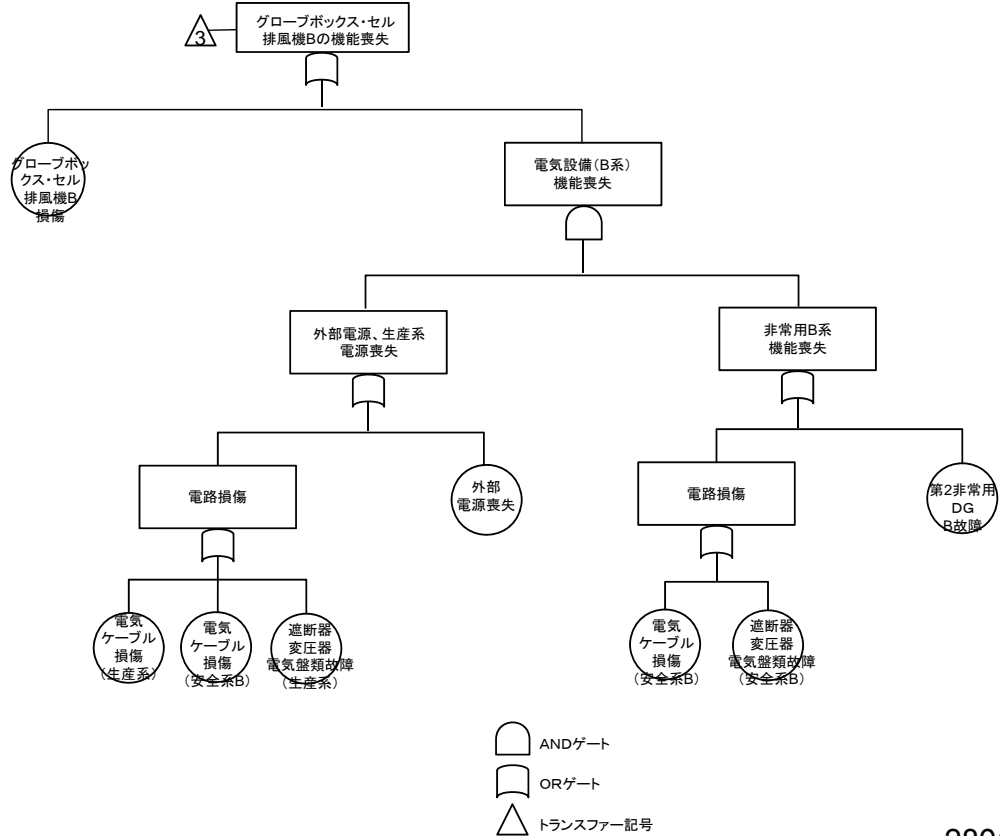 3
グローブボックス・セル
排風機Bの機能喪失
グローブボッ
クス・セル
排風機B
損傷
電気設備（B系）
機能喪失
外部電源、生産系
電源喪失
非常用B系
機能喪失
電路損傷
外部
電源喪失
電路損傷
第2非常用
DG
B故障
電気
ケーブル
損傷
（生産系）
電気
ケーブル
損傷
（安全系B）
遮断器
変圧器
電気盤類故障
（生産系）
電気
ケーブル
損傷
（安全系B）
遮断器
変圧器
電気盤類故障
（安全系B）
ANDゲート
ORゲート
トランスファー記号